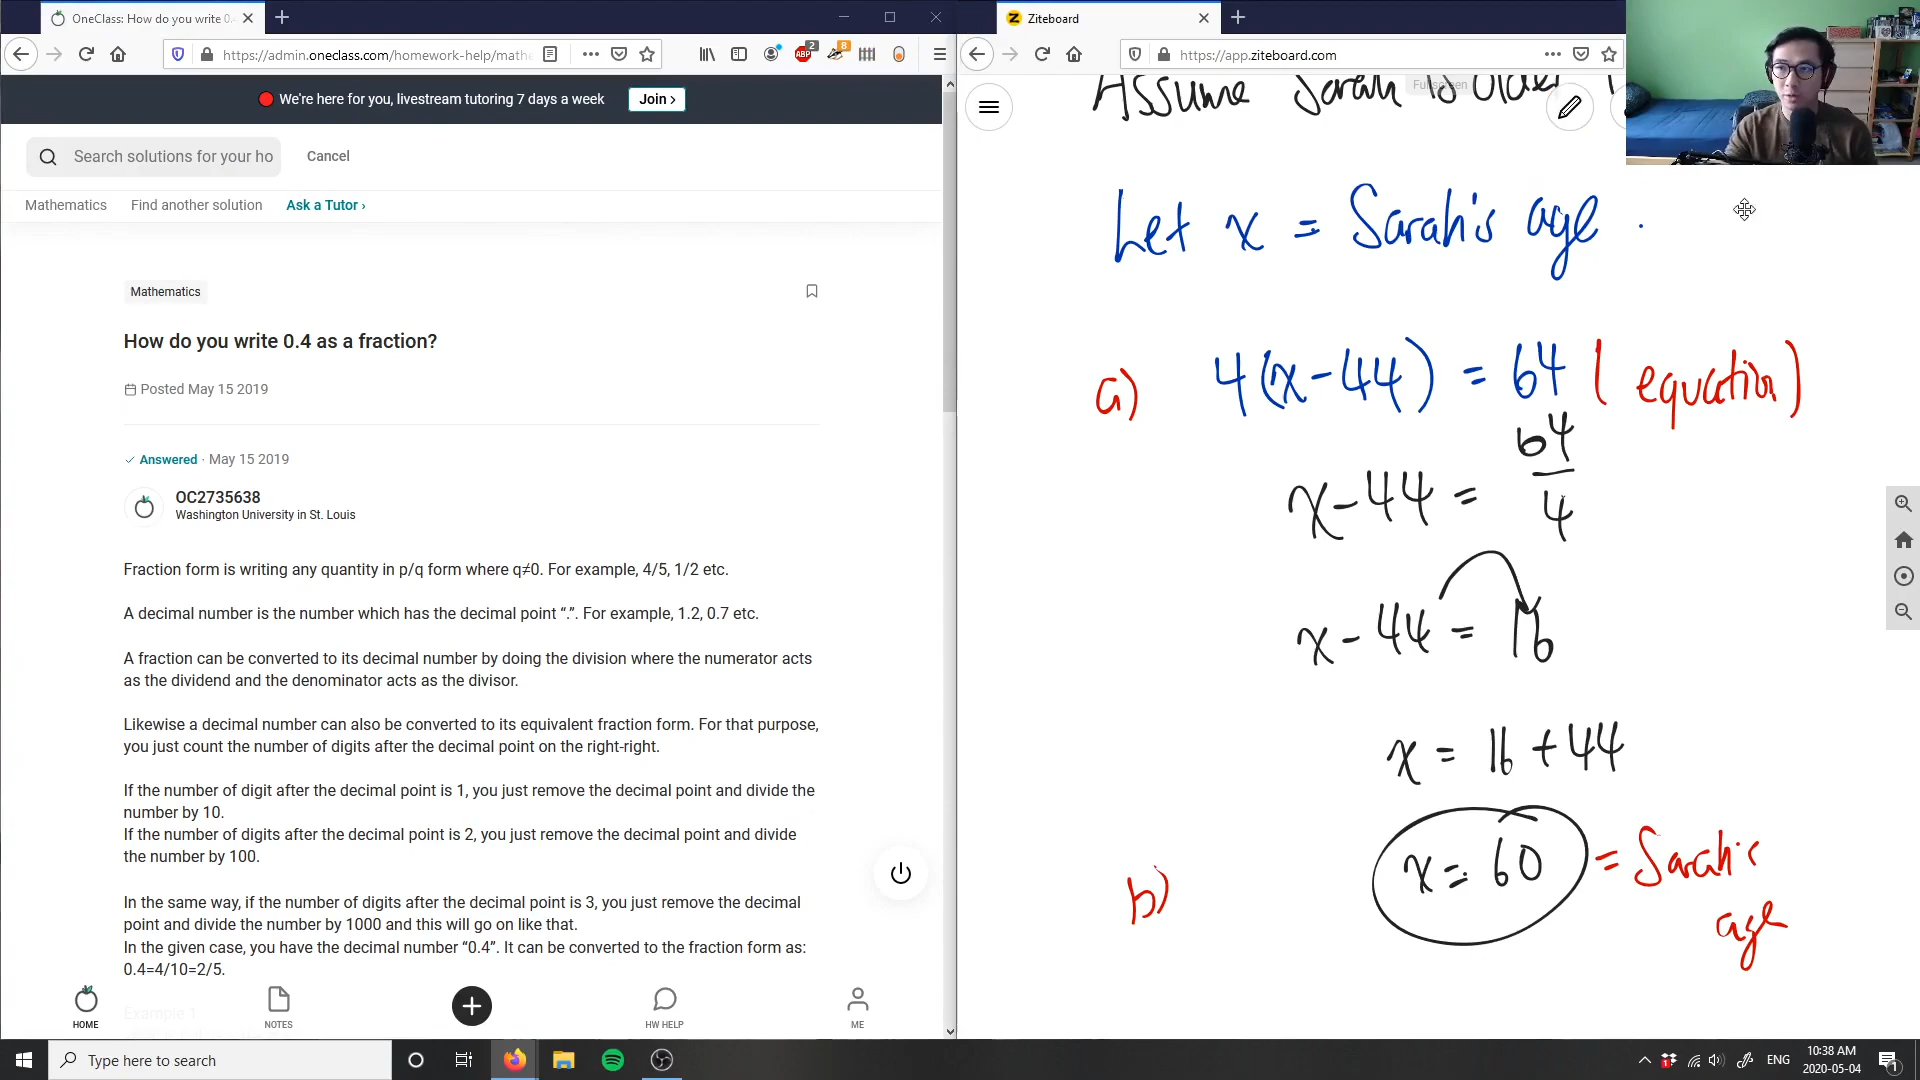 OneClass: How do you write 0.
https://admin.oneclass.com/homework-help/mathe
ABP
2
8
We're here for you, livestream tutoring 7 days a week
Join ›
Search solutions for your ho
Cancel
Mathematics
Find another solution
Ask a Tutor ›
Mathematics
How do you write 0.4 as a fraction?
Posted May 15 2019
✓ Answered · May 15 2019
OC2735638
Washington University in St. Louis
Fraction form is writing any quantity in p/q form where q≠0. For example, 4/5, 1/2 etc.
A decimal number is the number which has the decimal point “.”. For example, 1.2, 0.7 etc.
A fraction can be converted to its decimal number by doing the division where the numerator acts
as the dividend and the denominator acts as the divisor.
Likewise a decimal number can also be converted to its equivalent fraction form. For that purpose,
you just count the number of digits after the decimal point on the right-right.
If the number of digit after the decimal point is 1, you just remove the decimal point and divide the
number by 10.
If the number of digits after the decimal point is 2, you just remove the decimal point and divide
the number by 100.
In the same way, if the number of digits after the decimal point is 3, you just remove the decimal
point and divide the number by 1000 and this will go on like that.
In the given case, you have the decimal number “0.4”. It can be converted to the fraction form as:
0.4=4/10=2/5.
Example 1
HOME
NOTES
HW HELP
ME
Ziteboard
https://app.ziteboard.com
Fullscreen
Assume Sarah is older
Let x = Sarah's age .
a) 4(x-44) = 64 (equation)
x-44 = 64/4
x-44 = 16
x = 16+44
b) x = 60 = Sarah's
age
Type here to search
ENG
10:38 AM
2020-05-04
1